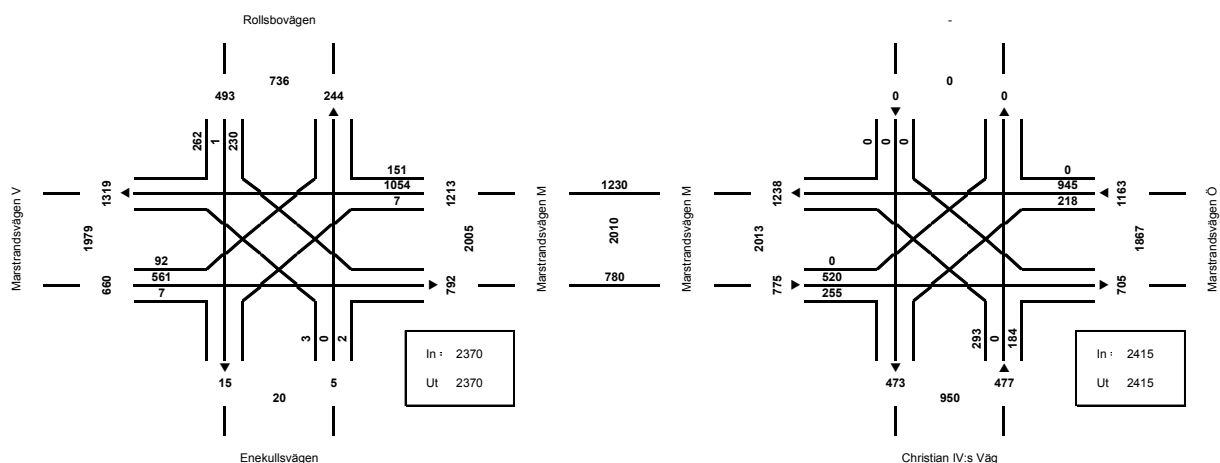 Rollsbovägen
-
736
0
493 244
0 0
262 1 230
0 0 0
151
1054
7
0
945
218
Marstrandsvägen V
1319
1979
660
1213
2005
792
Marstrandsvägen M
1230
2010
780
Marstrandsvägen M
1238
2013
775
1163
1867
705
Marstrandsvägen Ö
92
561
7
0
520
255
3 0 2
293 0 184
In : 2370
Ut 2370
In : 2415
Ut 2415
15 5
20
473 477
950
Enekullsvägen
Christian IV:s Väg